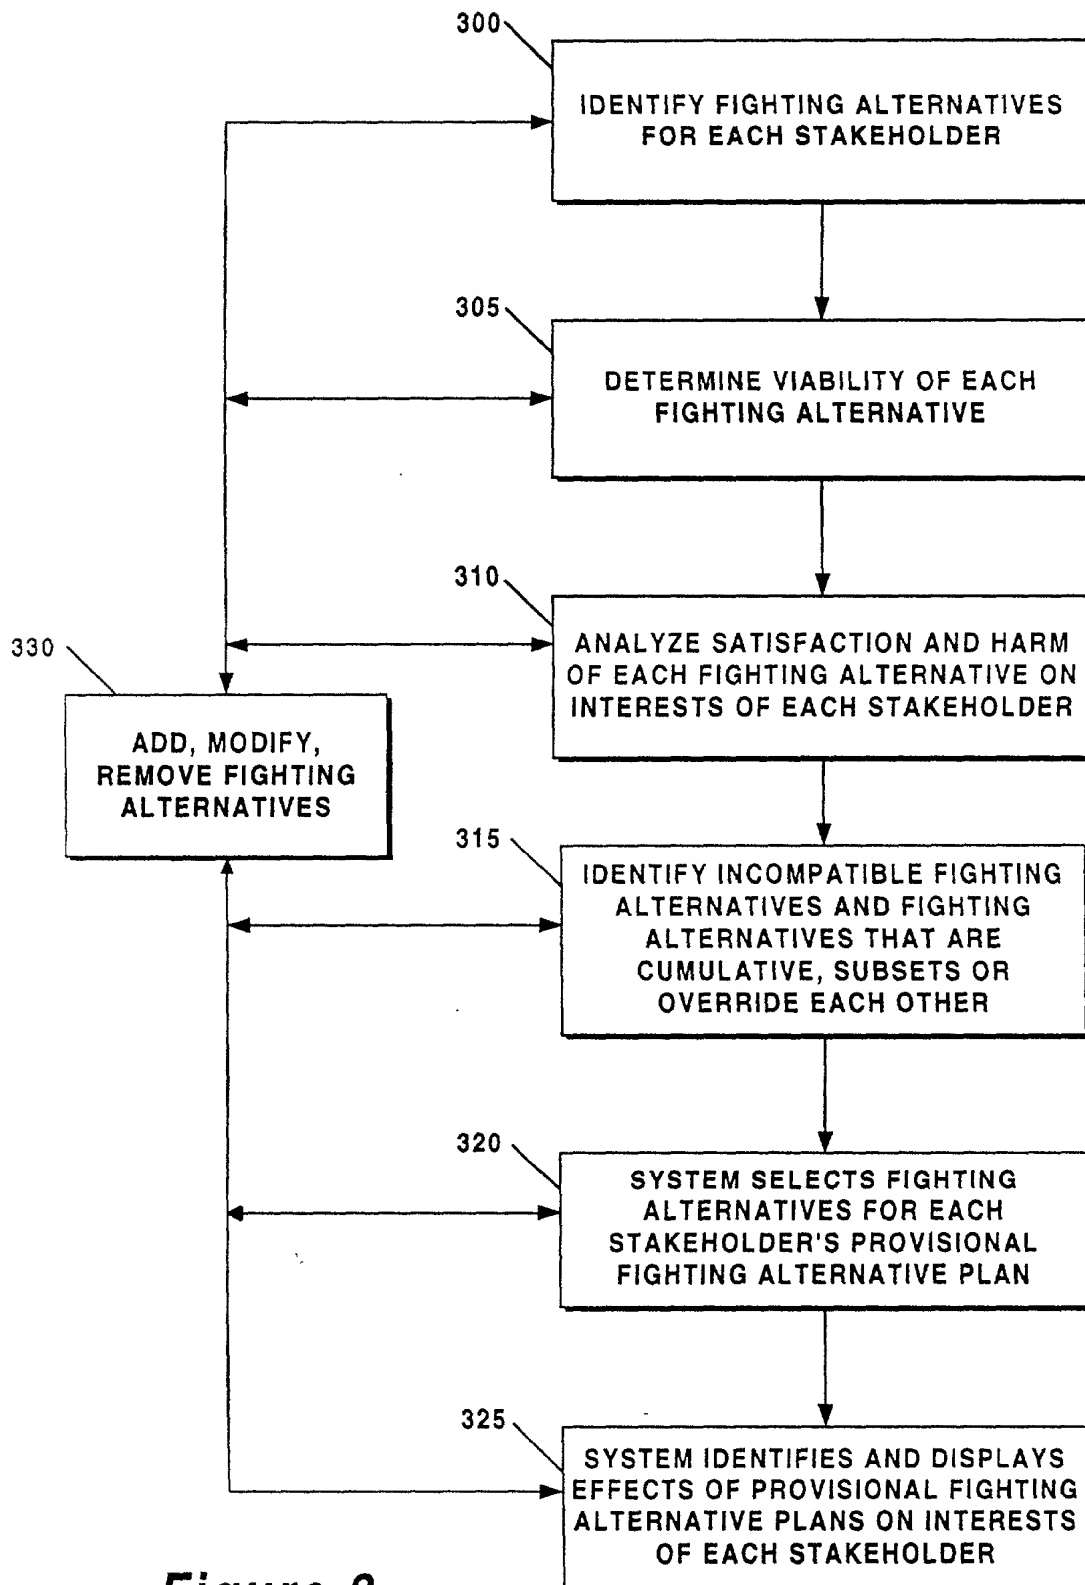 300
IDENTIFY FIGHTING ALTERNATIVES
FOR EACH STAKEHOLDER
305
DETERMINE VIABILITY OF EACH
FIGHTING ALTERNATIVE
310
ANALYZE SATISFACTION AND HARM
OF EACH FIGHTING ALTERNATIVE ON
INTERESTS OF EACH STAKEHOLDER
330
ADD, MODIFY,
REMOVE FIGHTING
ALTERNATIVES
315
IDENTIFY INCOMPATIBLE FIGHTING
ALTERNATIVES AND FIGHTING
ALTERNATIVES THAT ARE
CUMULATIVE, SUBSETS OR
OVERRIDE EACH OTHER
320
SYSTEM SELECTS FIGHTING
ALTERNATIVES FOR EACH
STAKEHOLDER'S PROVISIONAL
FIGHTING ALTERNATIVE PLAN
325
SYSTEM IDENTIFIES AND DISPLAYS
EFFECTS OF PROVISIONAL FIGHTING
ALTERNATIVE PLANS ON INTERESTS
OF EACH STAKEHOLDER
Figure